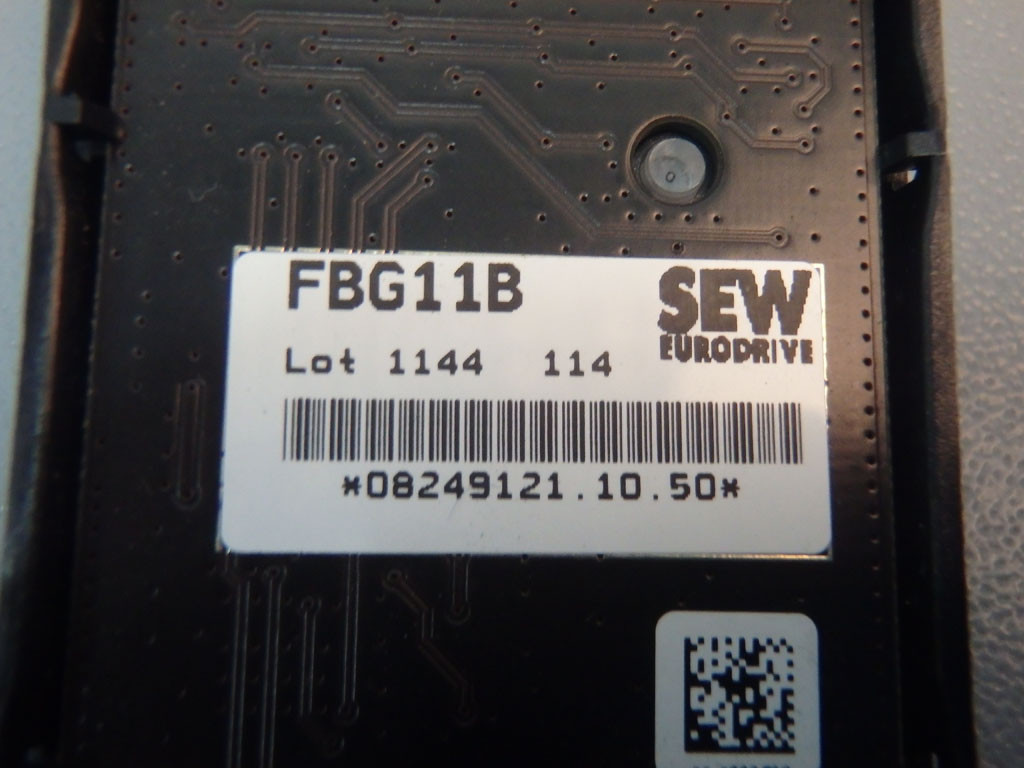 FBG11B
SEW
EURODRIVE
Lot 1144 114
*08249121.10.50*